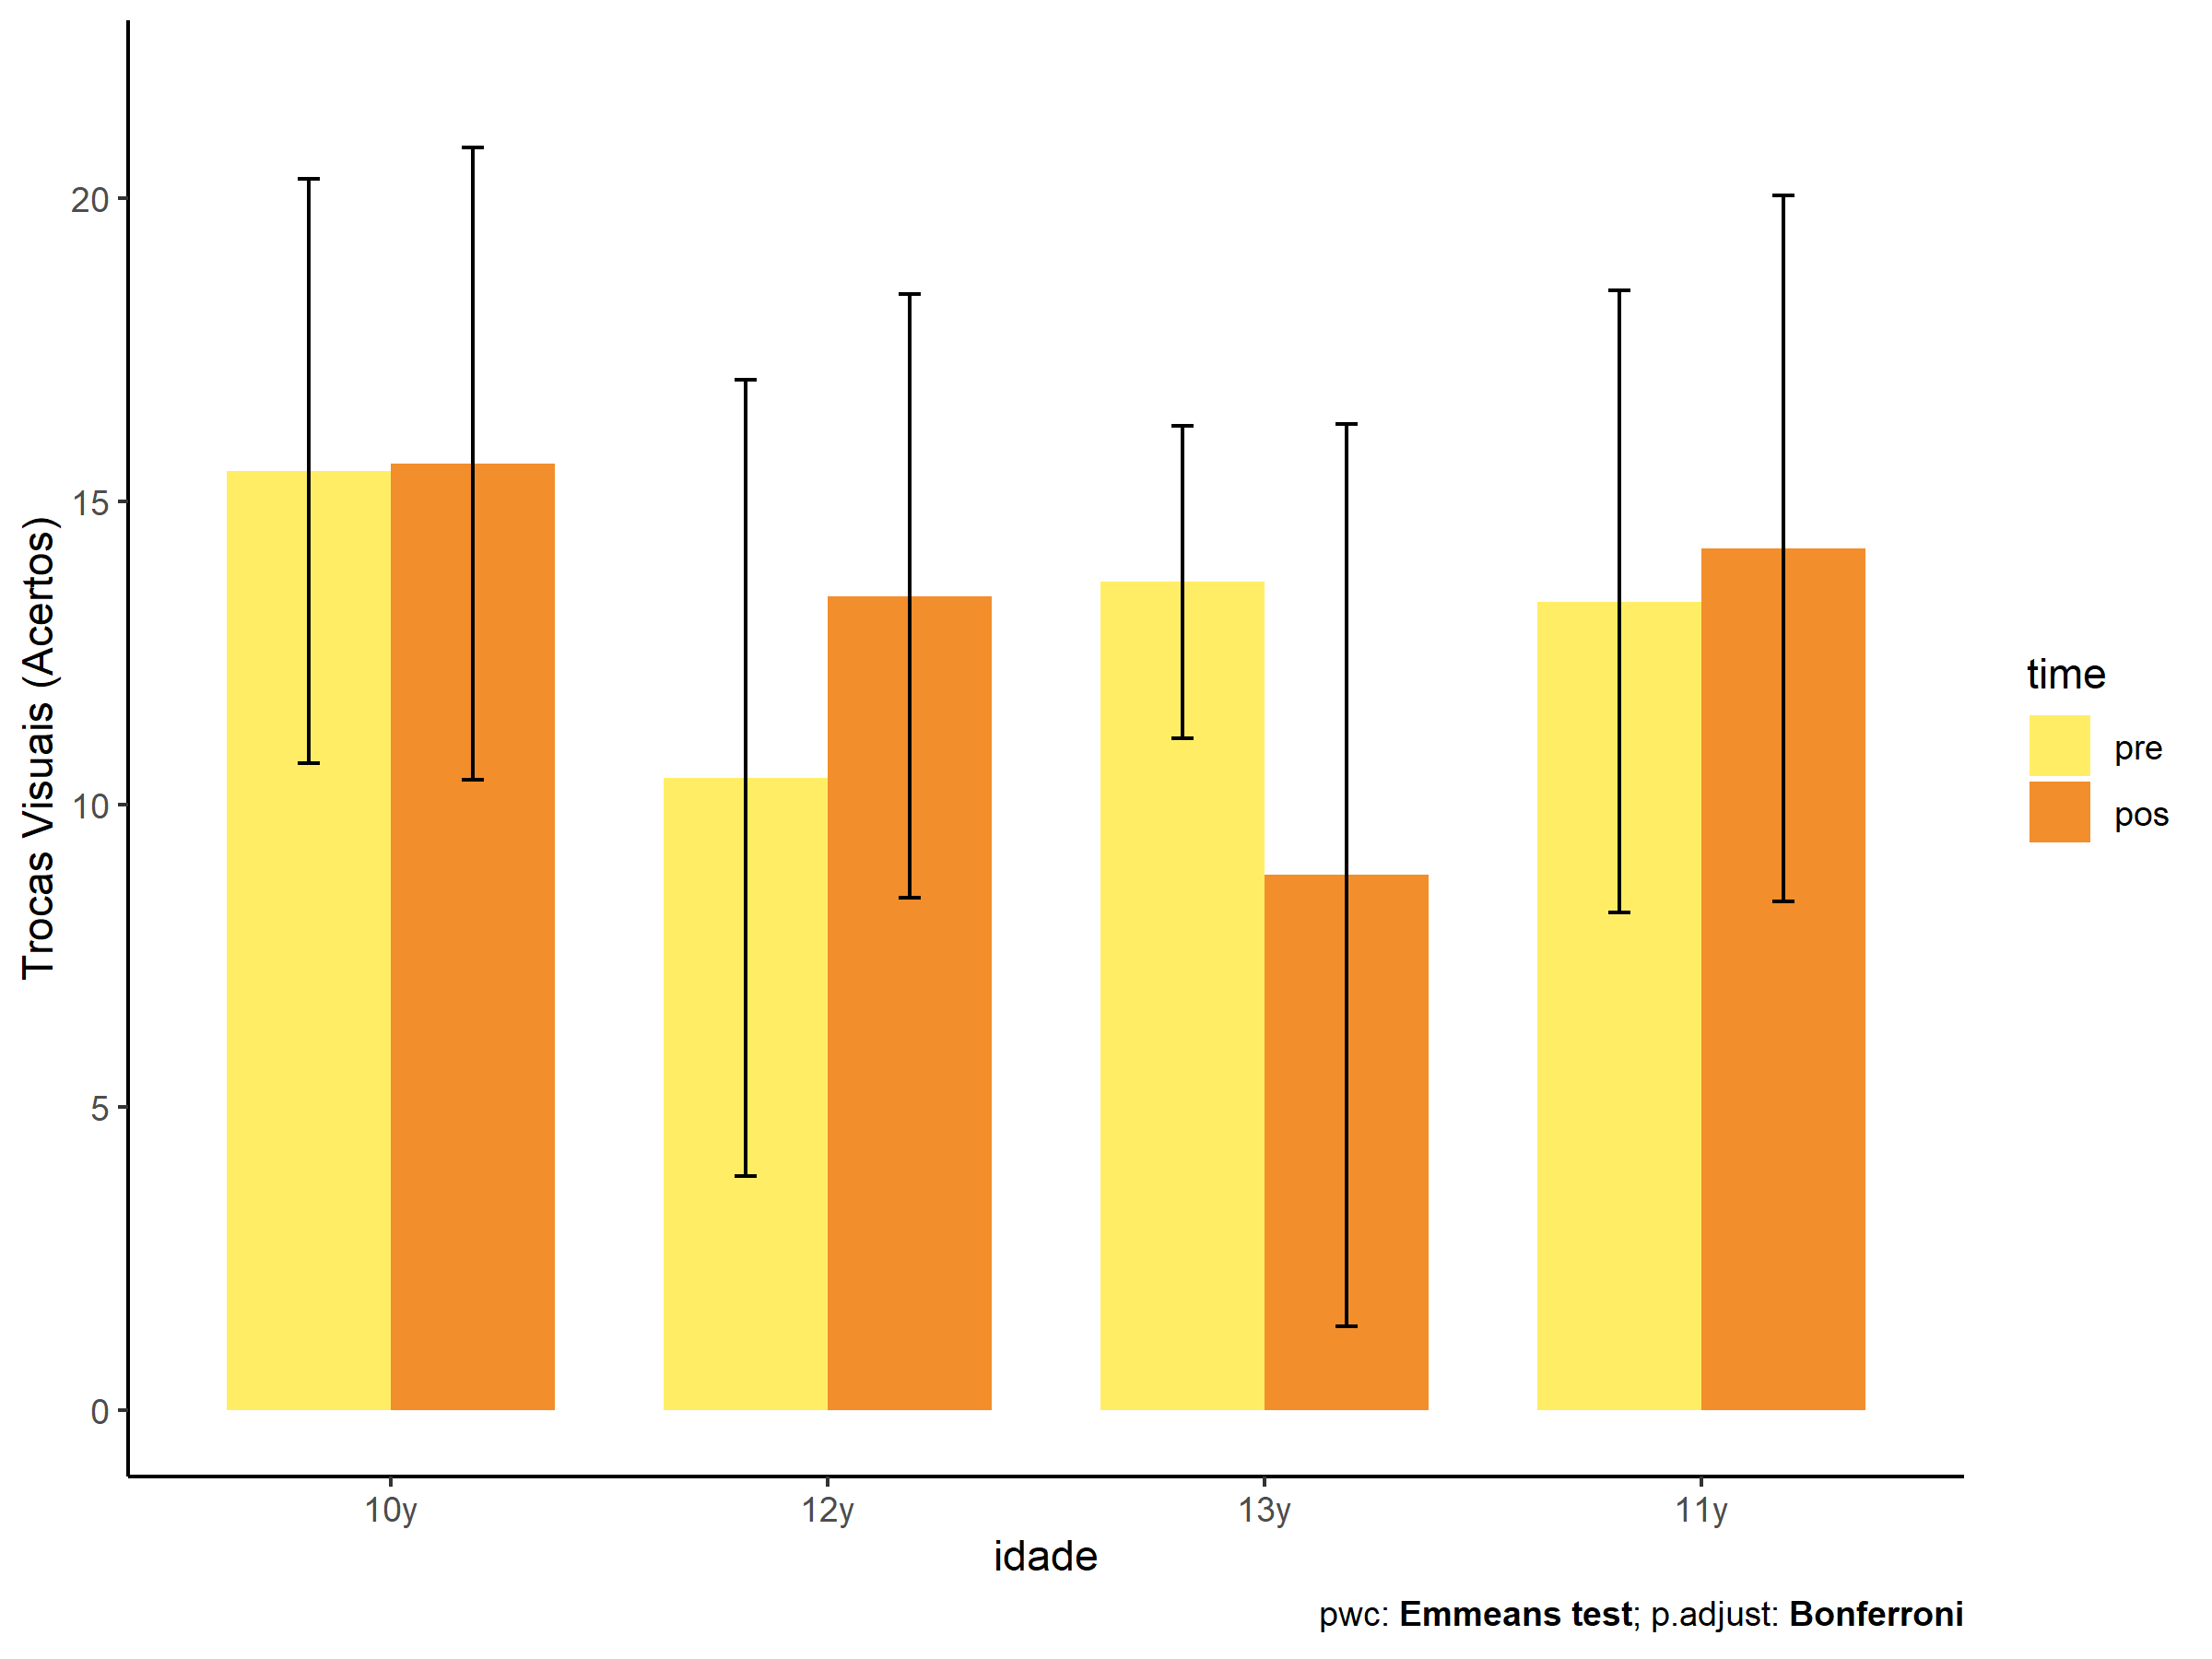 Trocas Visuais (Acertos)
20
15
10
5
0
10y
12y
13y
11y
idade
time
pre
pos
pwc: Emmeans test; p.adjust: Bonferroni